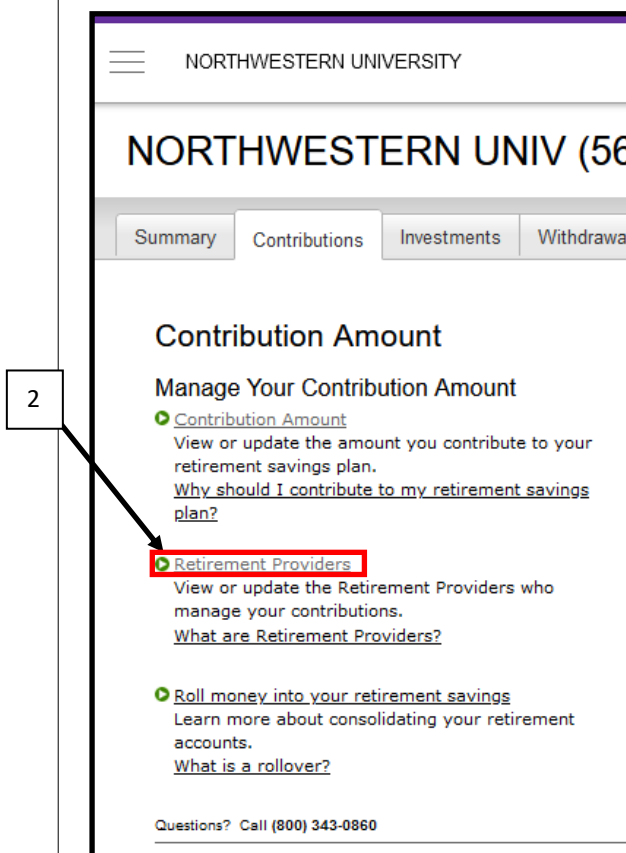 NORTHWESTERN UNIVERSITY
NORTHWESTERN UNIV (56
Summary Contributions Investments Withdrawa
Contribution Amount
Manage Your Contribution Amount
2
Contribution Amount
View or update the amount you contribute to your
retirement savings plan.
Why should I contribute to my retirement savings
plan?
Retirement Providers
View or update the Retirement Providers who
manage your contributions.
What are Retirement Providers?
Roll money into your retirement savings
Learn more about consolidating your retirement
accounts.
What is a rollover?
Questions? Call (800) 343-0860